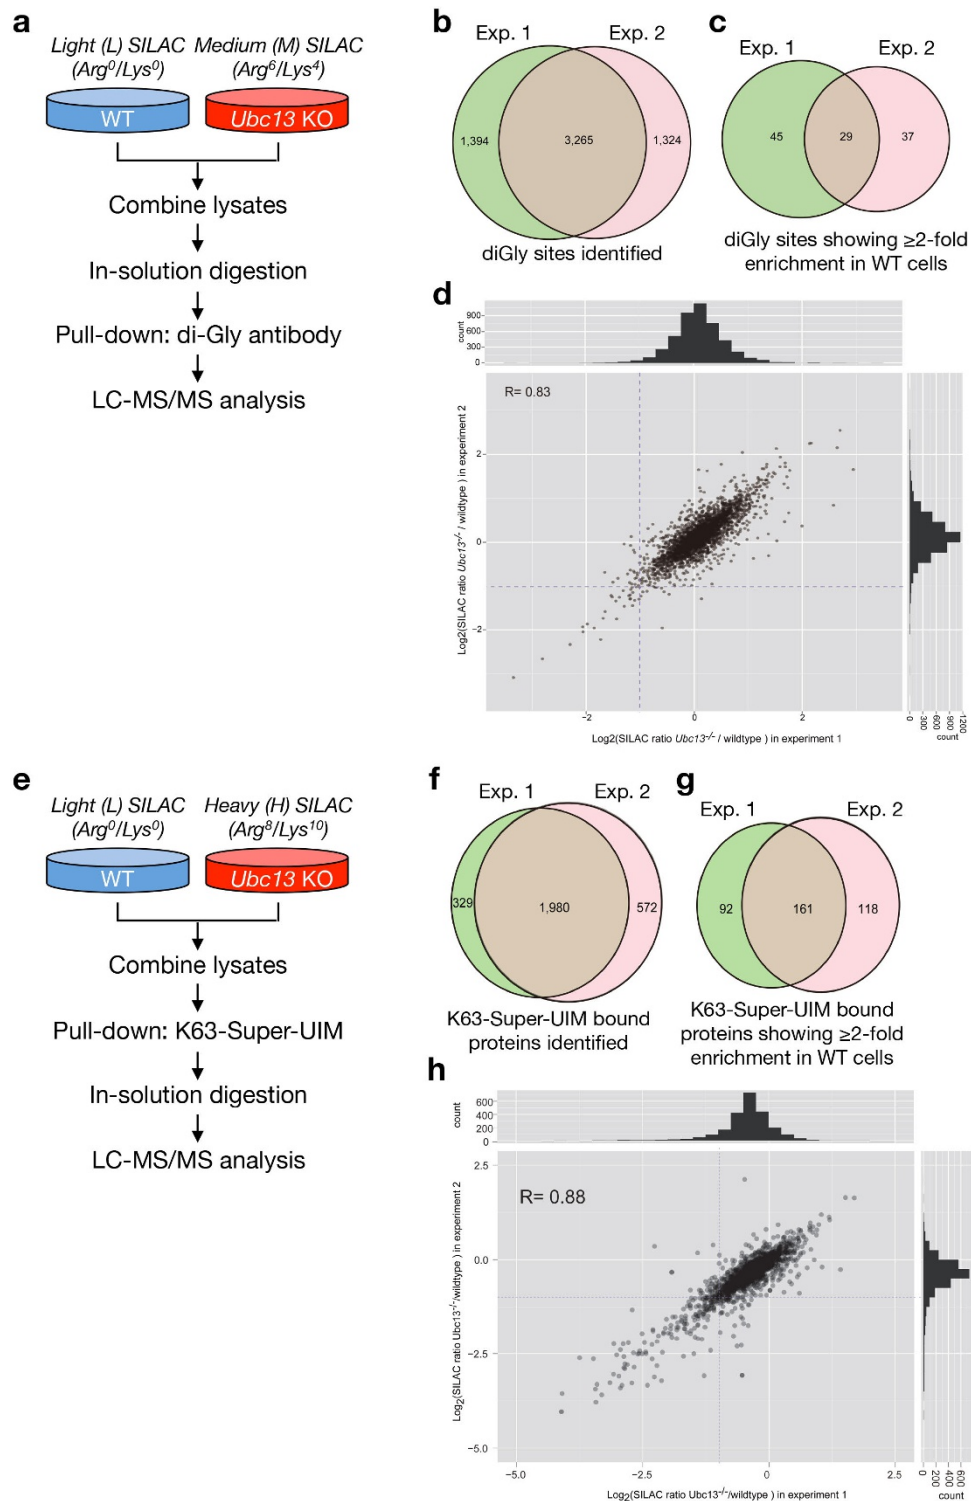 a
Light (L) SILAC
(Arg⁰/Lys⁰)
Medium (M) SILAC
(Arg⁶/Lys⁴)
WT
Ubc13 KO
Combine lysates
In-solution digestion
Pull-down: di-Gly antibody
LC-MS/MS analysis
b
Exp. 1
Exp. 2
1,394
3,265
1,324
diGly sites identified
c
Exp. 1
Exp. 2
45
29
37
diGly sites showing ≥2-fold
enrichment in WT cells
d
count
900
600
300
0
R= 0.83
Log2(SILAC ratio Ubc13⁻/⁻ / wildtype ) in experiment 2
2
0
−2
−2
0
2
Log2(SILAC ratio Ubc13⁻/⁻ / wildtype ) in experiment 1
0
300
600
900
1200
count
e
Light (L) SILAC
(Arg⁰/Lys⁰)
Heavy (H) SILAC
(Arg⁸/Lys¹⁰)
WT
Ubc13 KO
Combine lysates
Pull-down: K63-Super-UIM
In-solution digestion
LC-MS/MS analysis
f
Exp. 1
Exp. 2
329
1,980
572
K63-Super-UIM bound
proteins identified
g
Exp. 1
Exp. 2
92
161
118
K63-Super-UIM bound
proteins showing ≥2-fold
enrichment in WT cells
h
count
600
400
200
0
R= 0.88
Log₂(SILAC ratio Ubc13⁻/⁻/wildtype ) in experiment 2
2.5
0.0
−2.5
−5.0
−5.0
−2.5
0.0
2.5
Log₂(SILAC ratio Ubc13⁻/⁻/wildtype ) in experiment 1
0
200
400
600
count